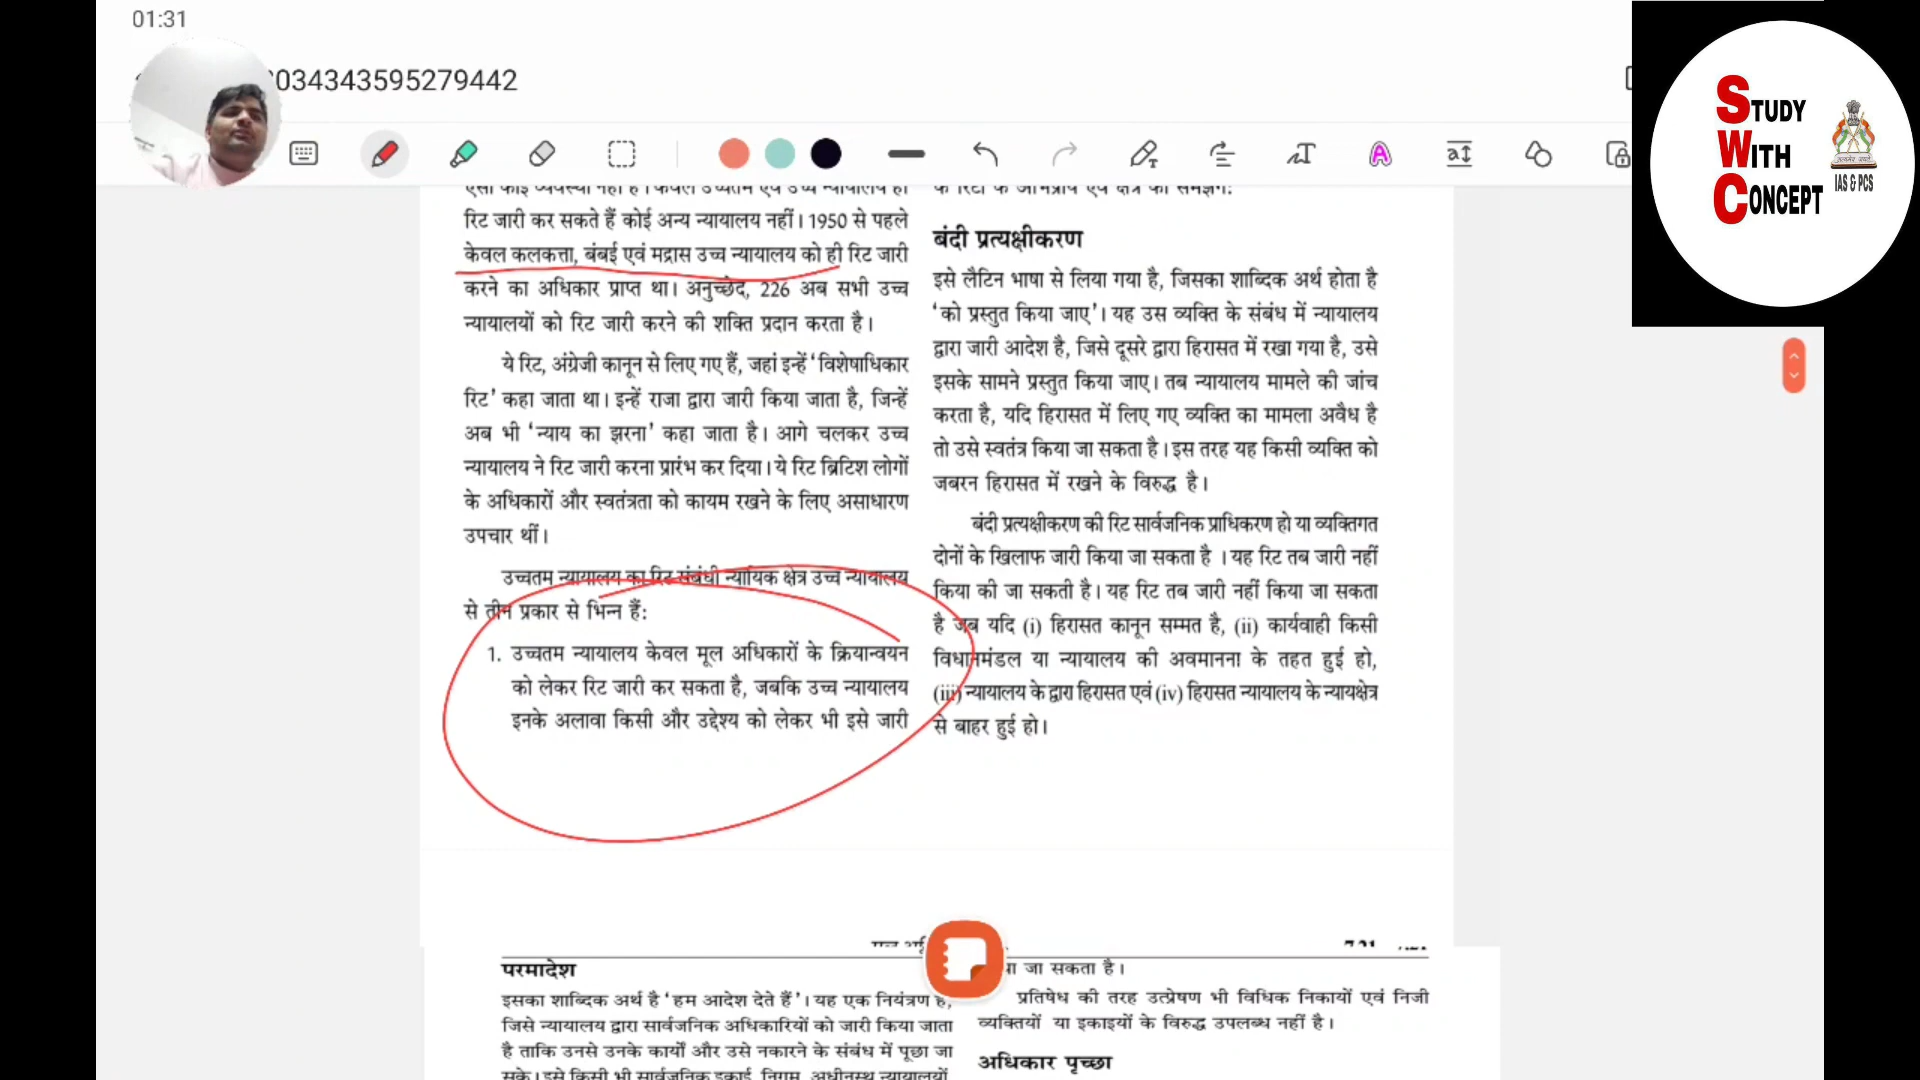 01:31
034343595279442
STUDY
WITH
CONCEPT
IAS & PCS
रिट जारी कर सकते हैं कोई अन्य न्यायालय नहीं। 1950 से पहले
केवल कलकत्ता, बंबई एवं मद्रास उच्च न्यायालय को ही रिट जारी
करने का अधिकार प्राप्त था। अनुच्छेद, 226 अब सभी उच्च
न्यायालयों को रिट जारी करने की शक्ति प्रदान करता है।
ये रिट, अंग्रेजी कानून से लिए गए हैं, जहां इन्हें ‘विशेषाधिकार
रिट’ कहा जाता था। इन्हें राजा द्वारा जारी किया जाता है, जिन्हें
अब भी ‘न्याय का झरना’ कहा जाता है। आगे चलकर उच्च
न्यायालय ने रिट जारी करना प्रारंभ कर दिया। ये रिट ब्रिटिश लोगों
के अधिकारों और स्वतंत्रता को कायम रखने के लिए असाधारण
उपचार थीं।
उच्चतम न्यायालय का रिट संबंधी न्यायिक क्षेत्र उच्च न्यायालय
से तीन प्रकार से भिन्न हैं:
1. उच्चतम न्यायालय केवल मूल अधिकारों के क्रियान्वयन
को लेकर रिट जारी कर सकता है, जबकि उच्च न्यायालय
इनके अलावा किसी और उद्देश्य को लेकर भी इसे जारी
बंदी प्रत्यक्षीकरण
इसे लैटिन भाषा से लिया गया है, जिसका शाब्दिक अर्थ होता है
‘को प्रस्तुत किया जाए’। यह उस व्यक्ति के संबंध में न्यायालय
द्वारा जारी आदेश है, जिसे दूसरे द्वारा हिरासत में रखा गया है, उसे
इसके सामने प्रस्तुत किया जाए। तब न्यायालय मामले की जांच
करता है, यदि हिरासत में लिए गए व्यक्ति का मामला अवैध है
तो उसे स्वतंत्र किया जा सकता है। इस तरह यह किसी व्यक्ति को
जबरन हिरासत में रखने के विरुद्ध है।
बंदी प्रत्यक्षीकरण की रिट सार्वजनिक प्राधिकरण हो या व्यक्तिगत
दोनों के खिलाफ जारी किया जा सकता है । यह रिट तब जारी नहीं
किया की जा सकती है। यह रिट तब जारी नहीं किया जा सकता
है जब यदि (i) हिरासत कानून सम्मत है, (ii) कार्यवाही किसी
विधानमंडल या न्यायालय की अवमानना के तहत हुई हो,
(iii) न्यायालय के द्वारा हिरासत एवं (iv) हिरासत न्यायालय के न्यायक्षेत्र
से बाहर हुई हो।
परमादेश
इसका शाब्दिक अर्थ है ‘हम आदेश देते हैं’। यह एक नियंत्रण है,
जिसे न्यायालय द्वारा सार्वजनिक अधिकारियों को जारी किया जाता
है ताकि उनसे उनके कार्यों और उसे नकारने के संबंध में पूछा जा
सके। इसे किसी भी सार्वजनिक इकाई, निगम, अधीनस्थ न्यायालयों,
जा सकता है।
प्रतिषेध की तरह उत्प्रेषण भी विधिक निकायों एवं निजी
व्यक्तियों या इकाइयों के विरुद्ध उपलब्ध नहीं है।
अधिकार पृच्छा